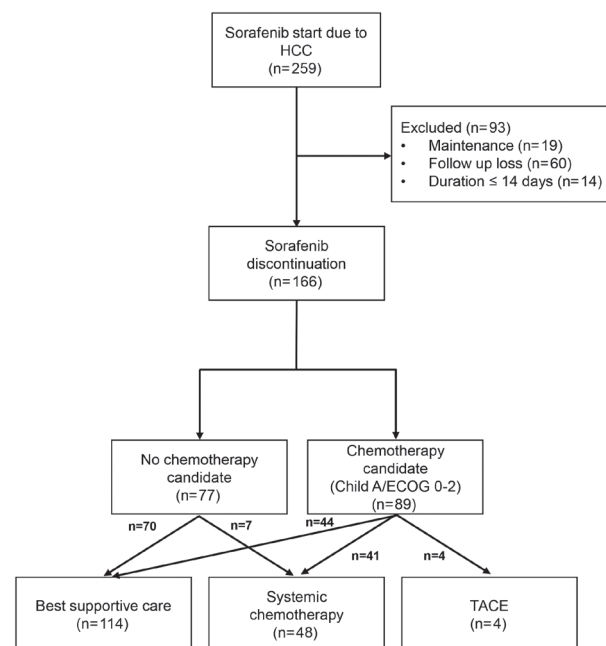 Sorafenib start due to
HCC
(n=259)
Excluded (n=93)
• Maintenance (n=19)
• Follow up loss (n=60)
• Duration ≤ 14 days (n=14)
Sorafenib
discontinuation
(n=166)
No chemotherapy
candidate
(n=77)
Chemotherapy
candidate
(Child A/ECOG 0-2)
(n=89)
n=70
n=7
n=44
n=41
n=4
Best supportive care
(n=114)
Systemic
chemotherapy
(n=48)
TACE
(n=4)